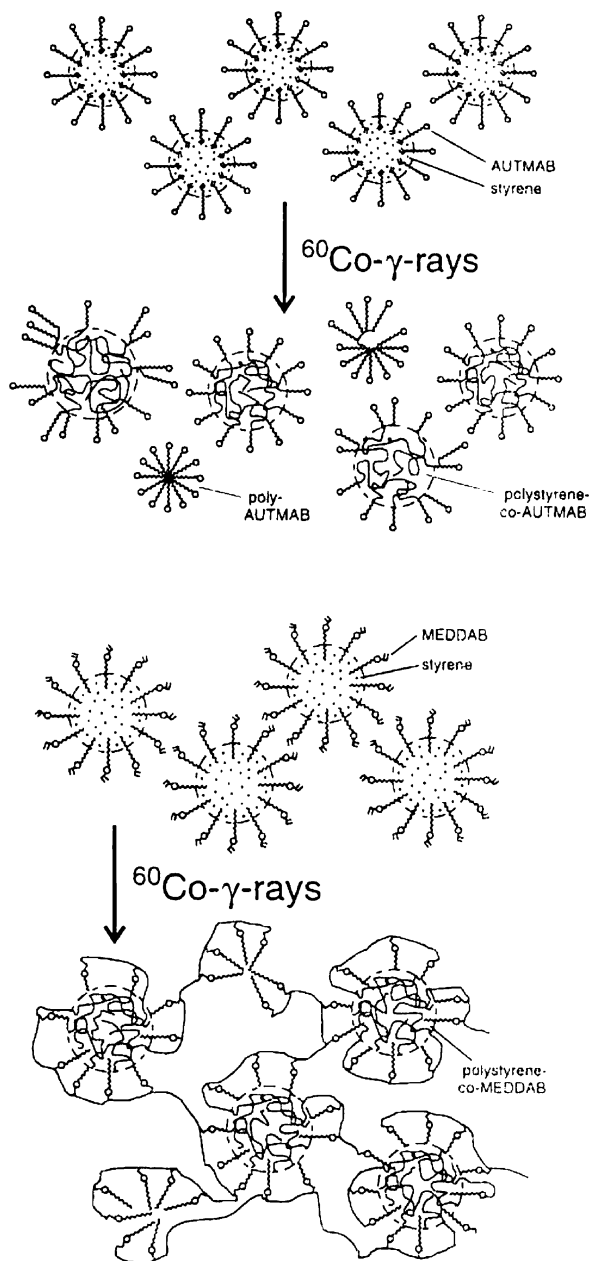 AUTMAB
styrene
⁶⁰Co-γ-rays
poly-
AUTMAB
polystyrene-
co-AUTMAB
MEDDAB
styrene
⁶⁰Co-γ-rays
polystyrene-
co-MEDDAB